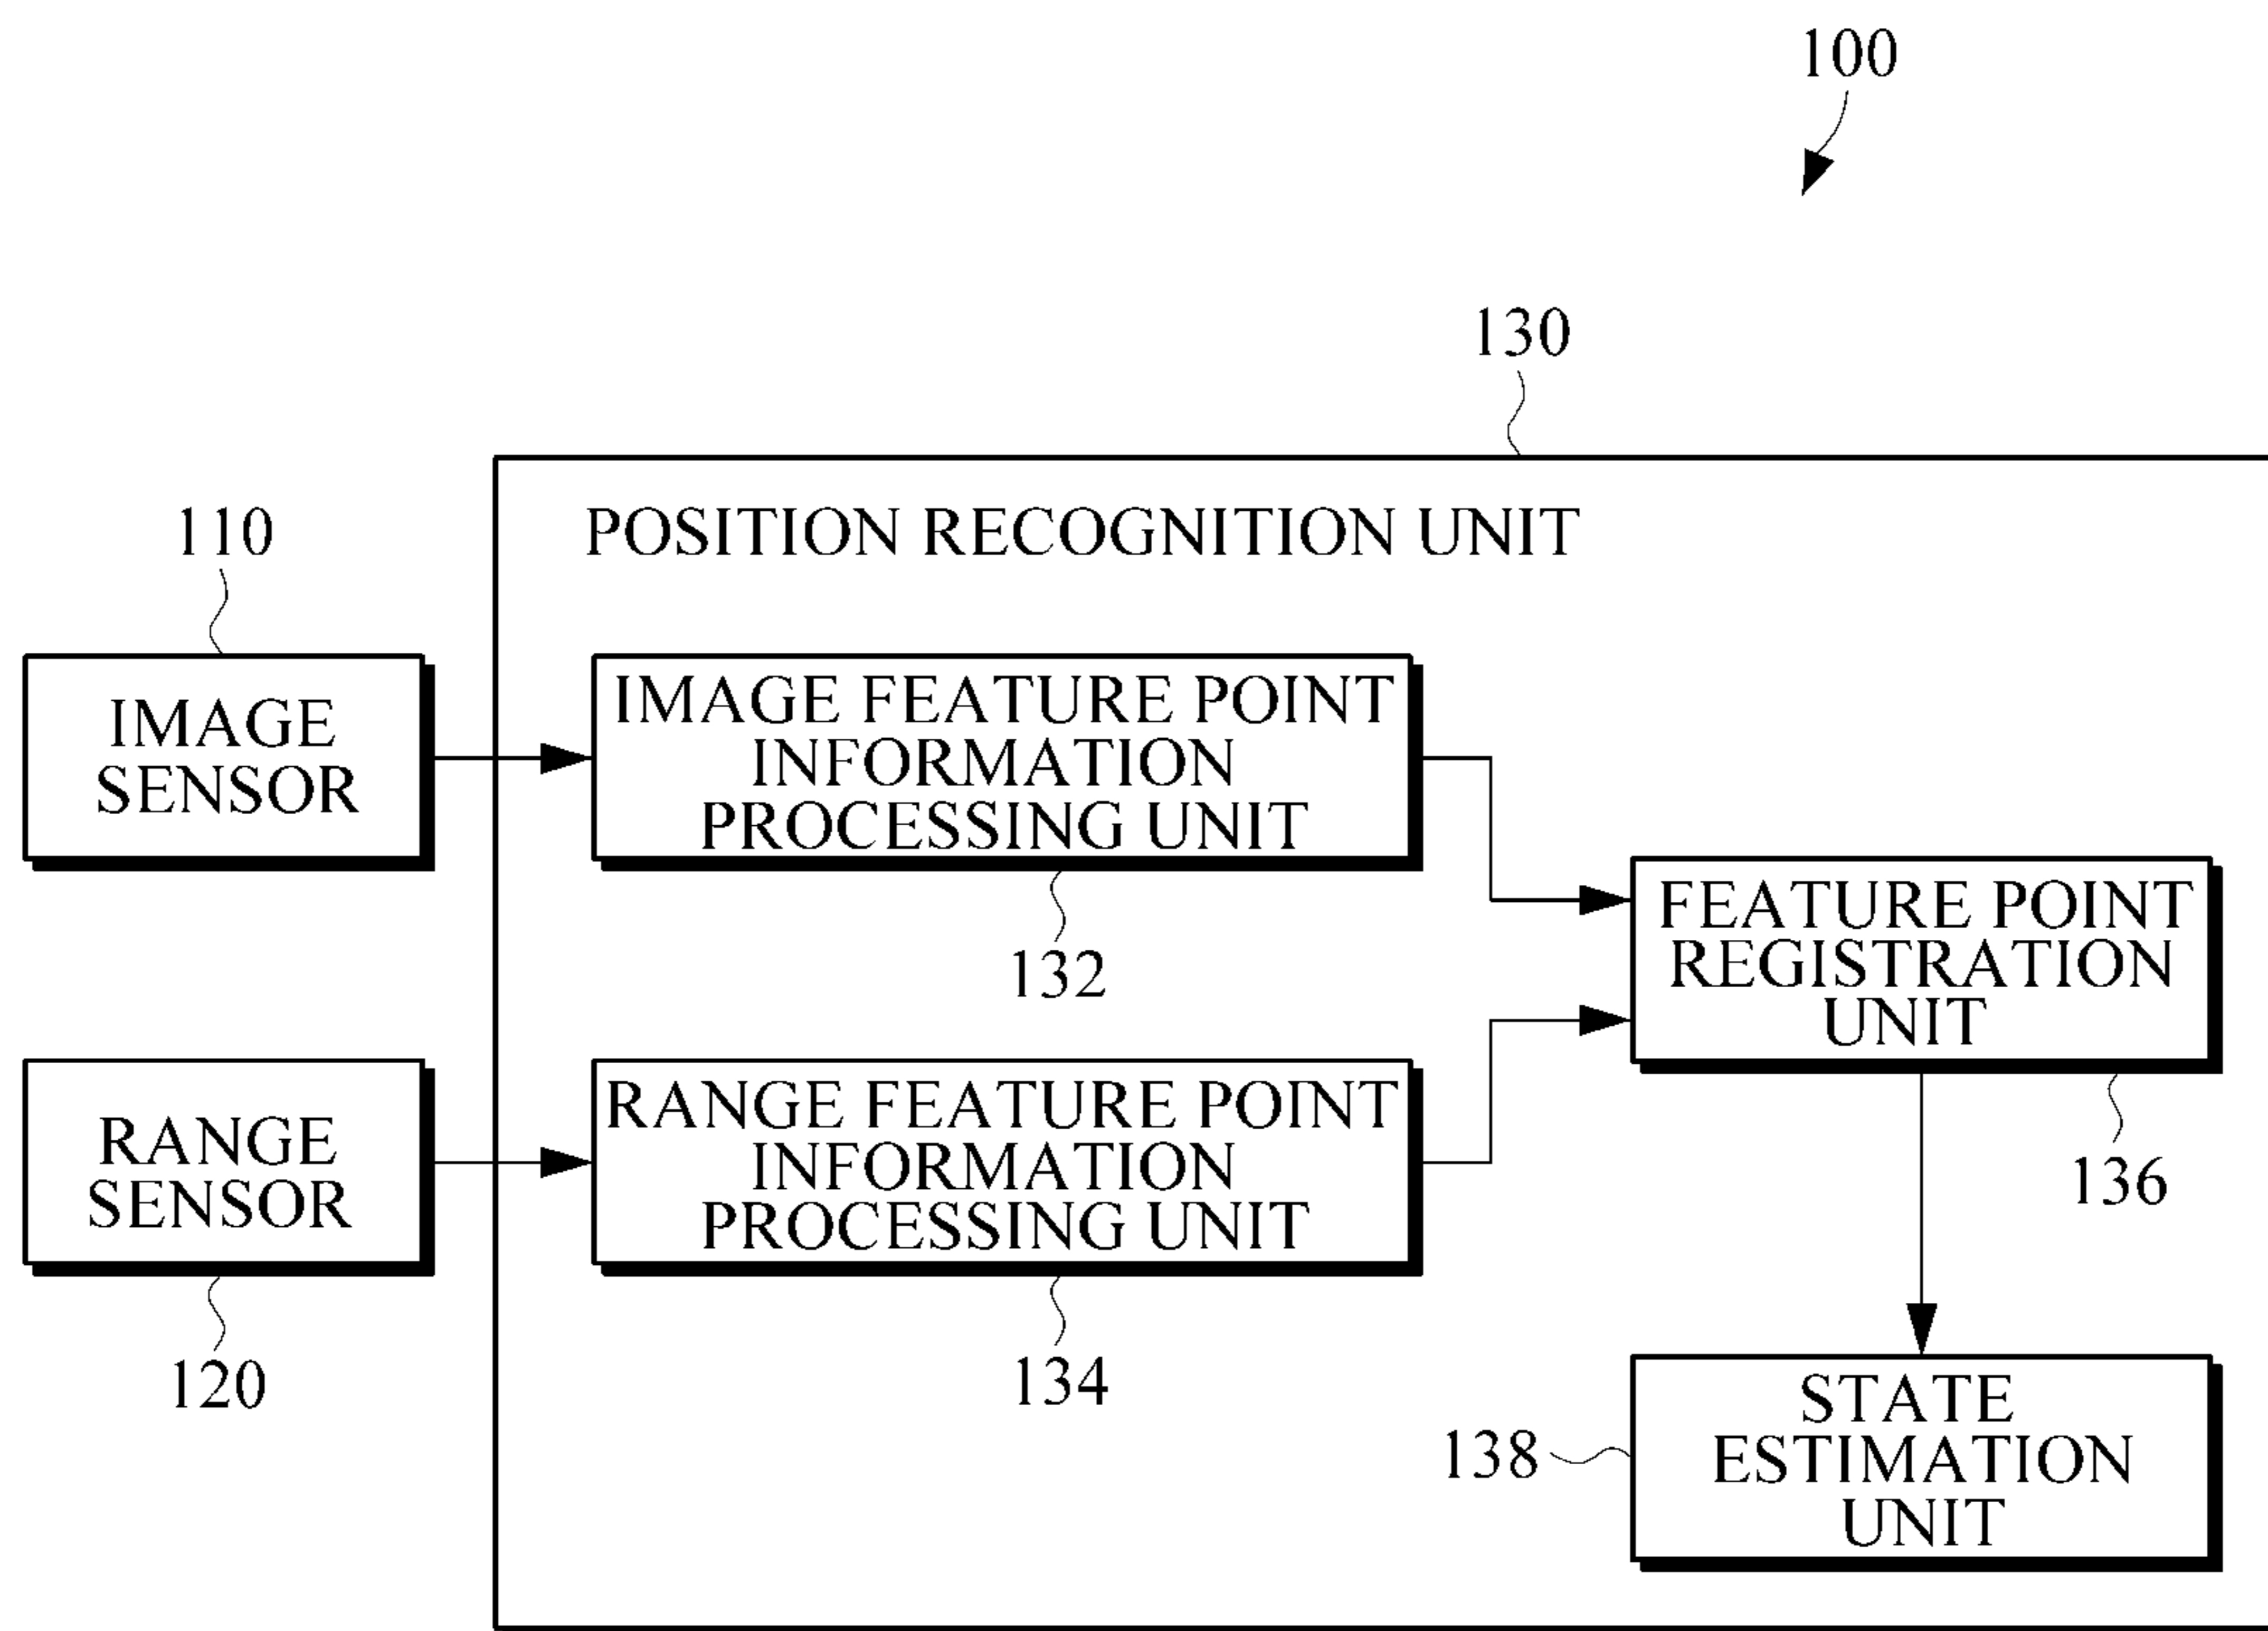 100
130
POSITION RECOGNITION UNIT
110
IMAGE
SENSOR
IMAGE FEATURE POINT
INFORMATION
PROCESSING UNIT
132
FEATURE POINT
REGISTRATION
UNIT
136
RANGE
SENSOR
120
RANGE FEATURE POINT
INFORMATION
PROCESSING UNIT
134
138
STATE
ESTIMATION
UNIT